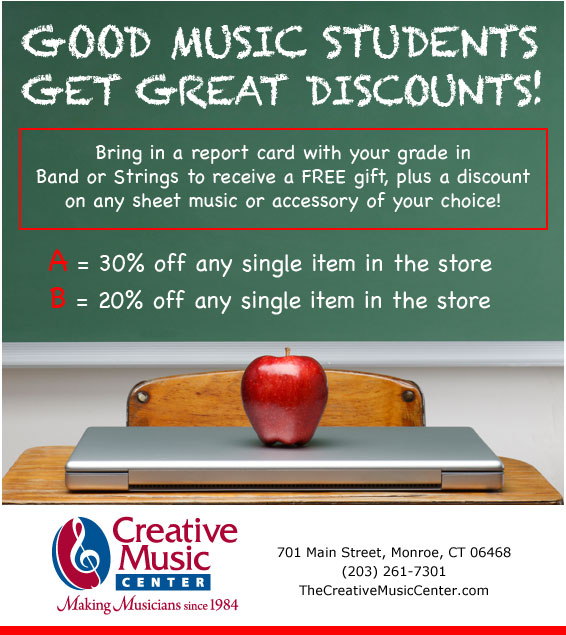 GOOD MUSIC STUDENTS
GET GREAT DISCOUNTS!
Bring in a report card with your grade in
Band or Strings to receive a FREE gift, plus a discount
on any sheet music or accessory of your choice!
A = 30% off any single item in the store
B = 20% off any single item in the store
Creative
Music
CENTER
Making Musicians since 1984
701 Main Street, Monroe, CT 06468
(203) 261-7301
TheCreativeMusicCenter.com